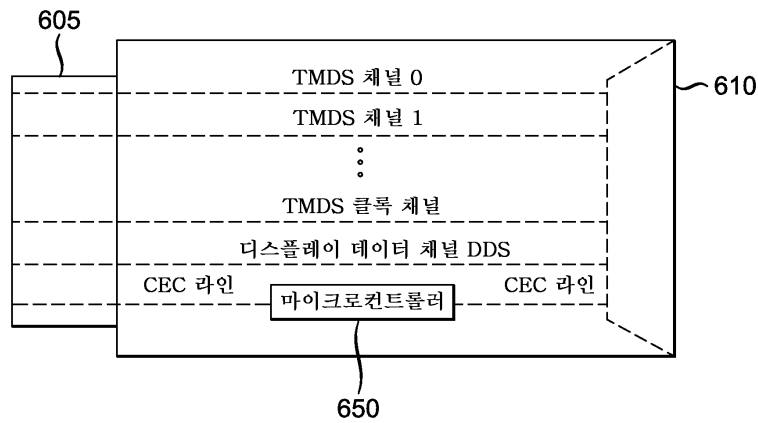 605
610
TMDS 채널 0
TMDS 채널 1
TMDS 클록 채널
디스플레이 데이터 채널 DDS
CEC 라인
CEC 라인
마이크로컨트롤러
650